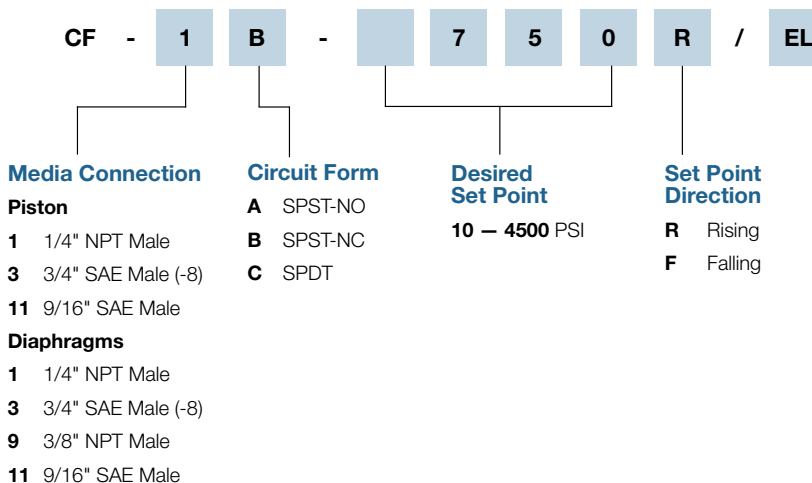 CF - 1 B - 7 5 0 R / EL
Media Connection
Piston
1 1/4" NPT Male
3 3/4" SAE Male (-8)
11 9/16" SAE Male
Diaphragms
1 1/4" NPT Male
3 3/4" SAE Male (-8)
9 3/8" NPT Male
11 9/16" SAE Male
Circuit Form
A SPST-NO
B SPST-NC
C SPDT
Desired
Set Point
10 — 4500 PSI
Set Point
Direction
R Rising
F Falling